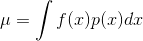 μ = ∫ f(x)p(x)dx